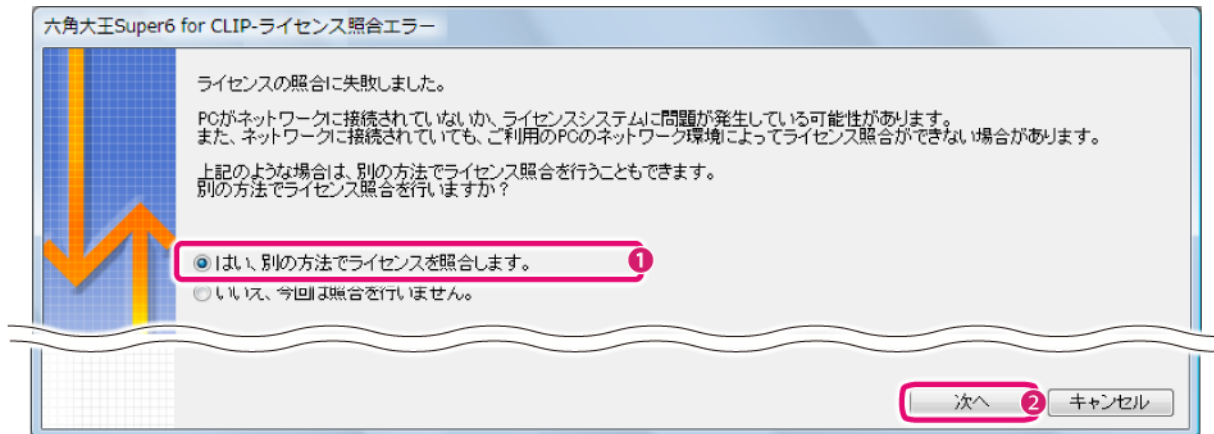 六角大王Super6 for CLIP-ライセンス照合エラー
ライセンスの照合に失敗しました。
PCがネットワークに接続されていないか、ライセンスシステムに問題が発生している可能性があります。
また、ネットワークに接続されていても、ご利用のPCのネットワーク環境によってライセンス照合ができない場合があります。
上記のような場合は、別の方法でライセンス照合を行うこともできます。
別の方法でライセンス照合を行いますか？
はい、別の方法でライセンスを照合します。 ❶
いいえ、今回は照合を行いません。
次へ ❷ キャンセル